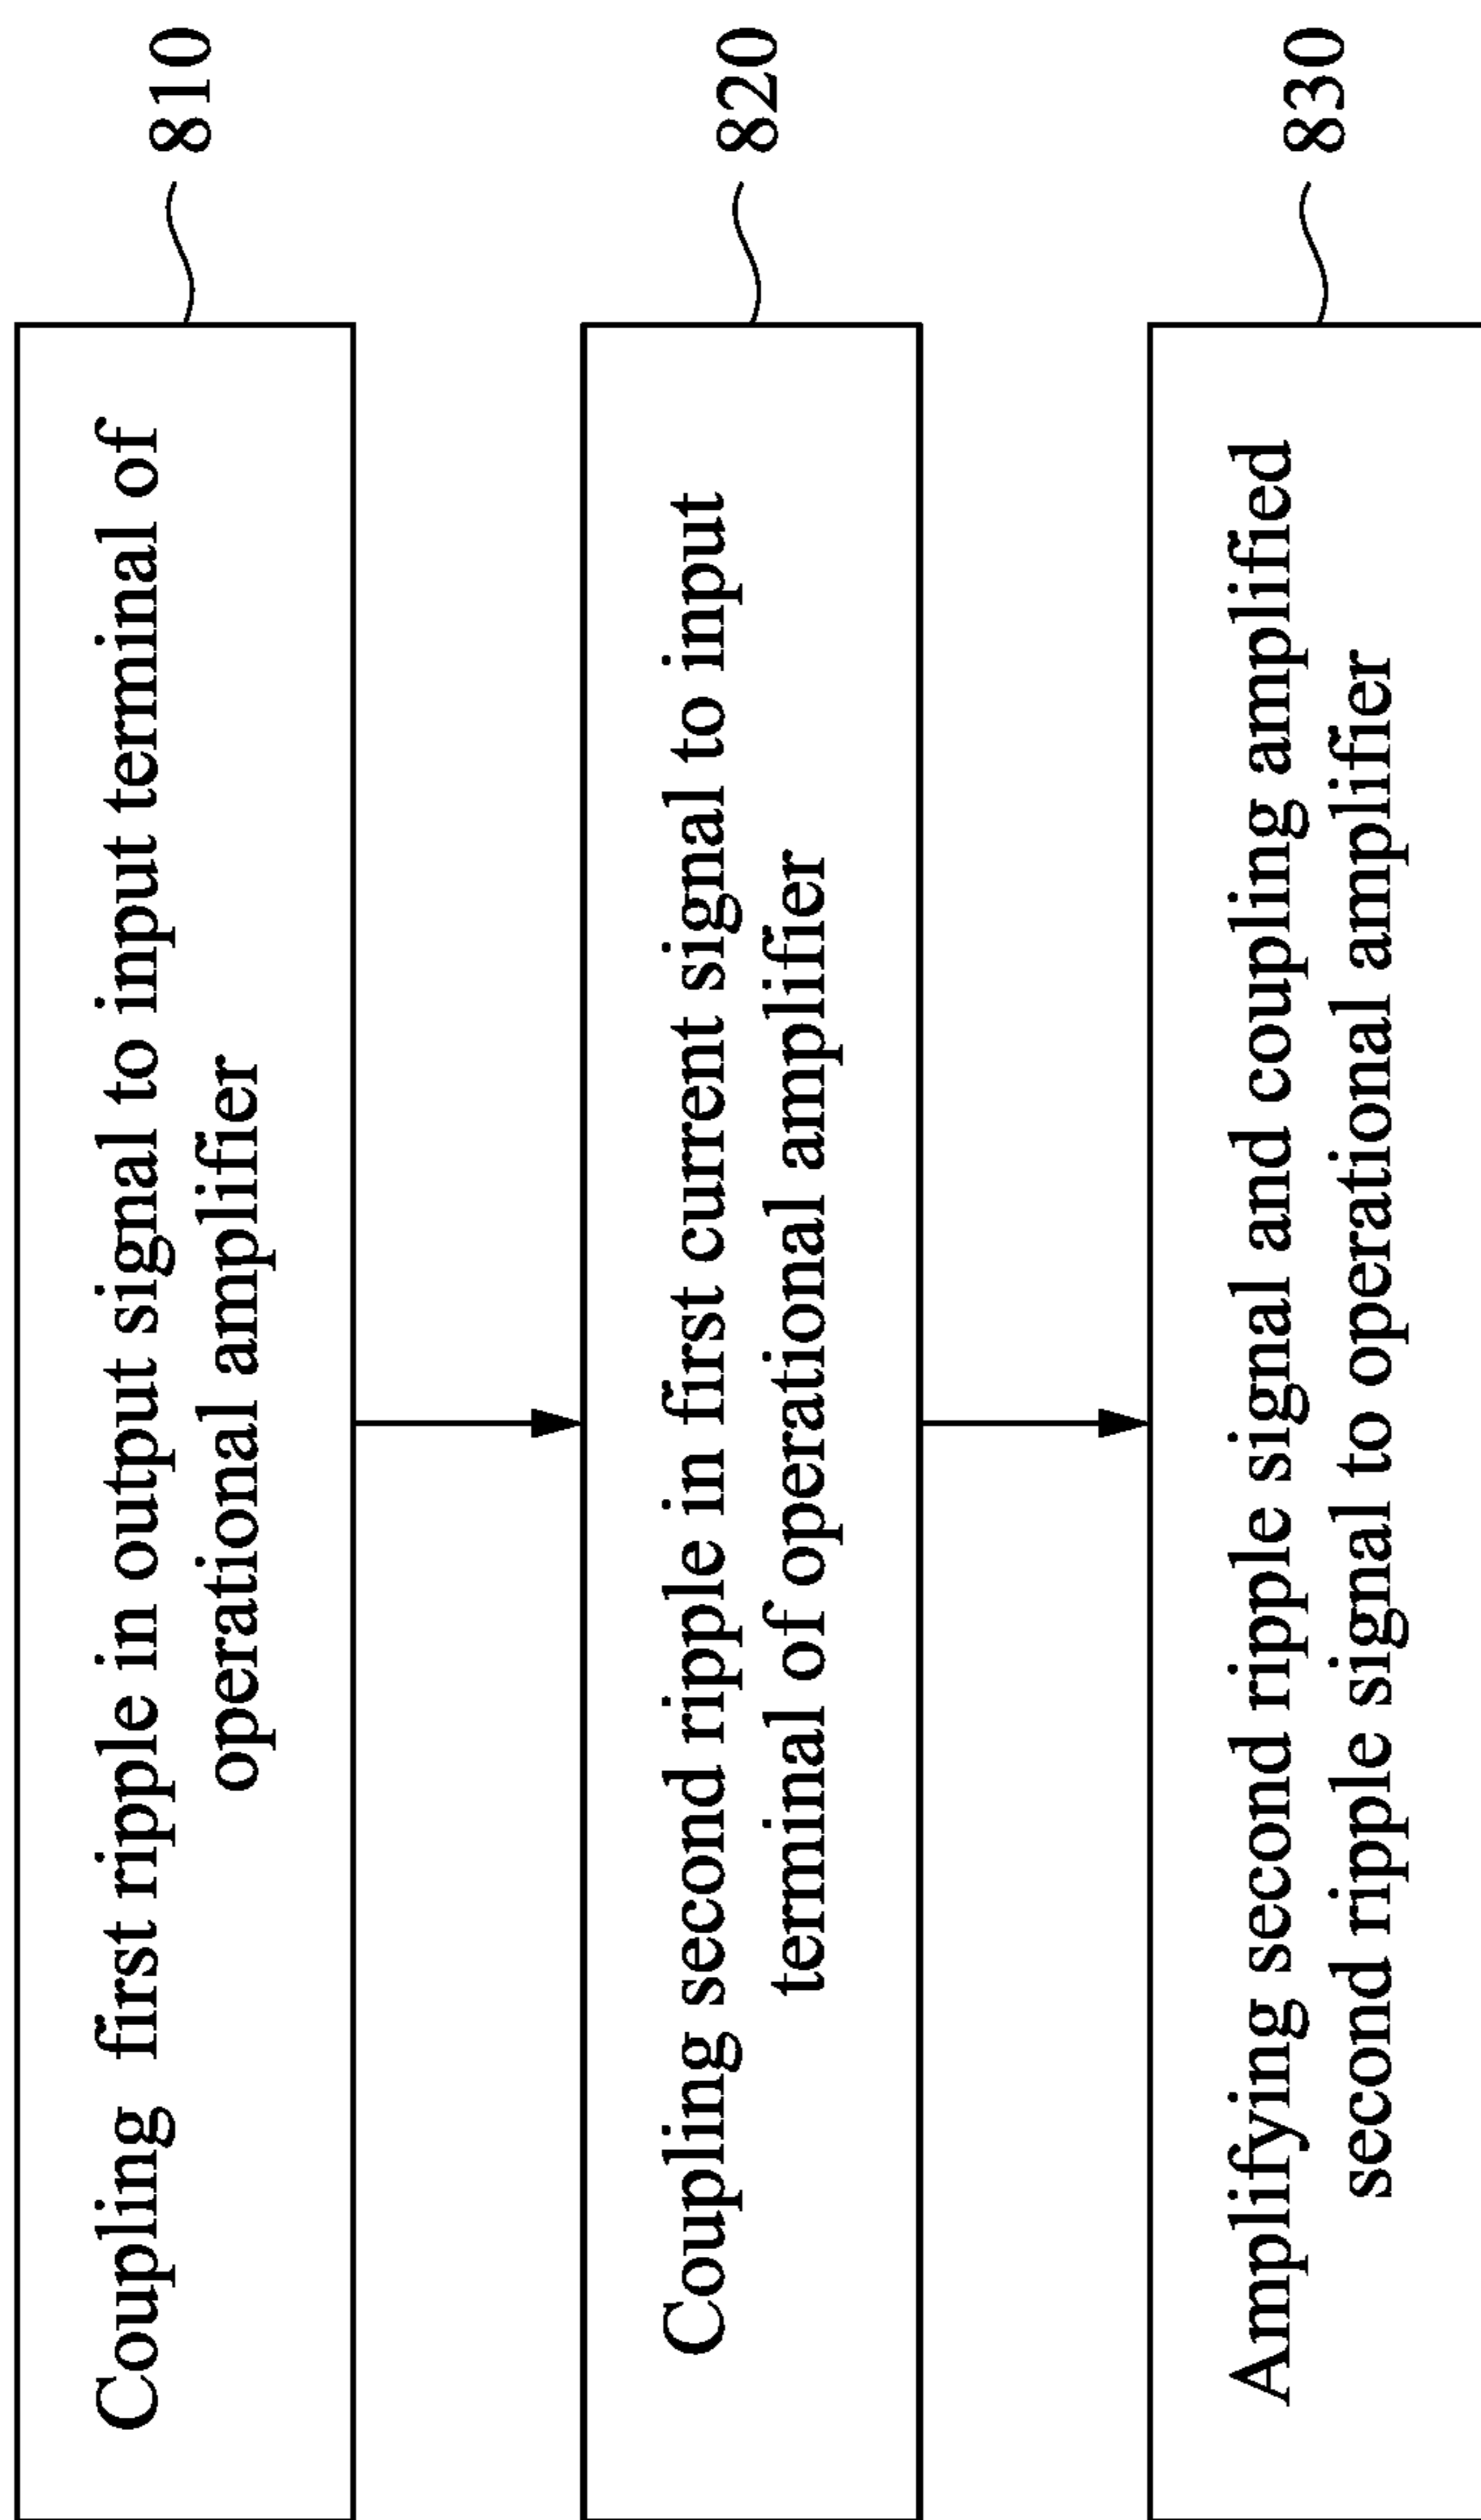 Coupling first ripple in output signal to input terminal of
operational amplifier
810
Coupling second ripple in first current signal to input
terminal of operational amplifier
820
Amplifying second ripple signal and coupling amplified
second ripple signal to operational amplifier
830